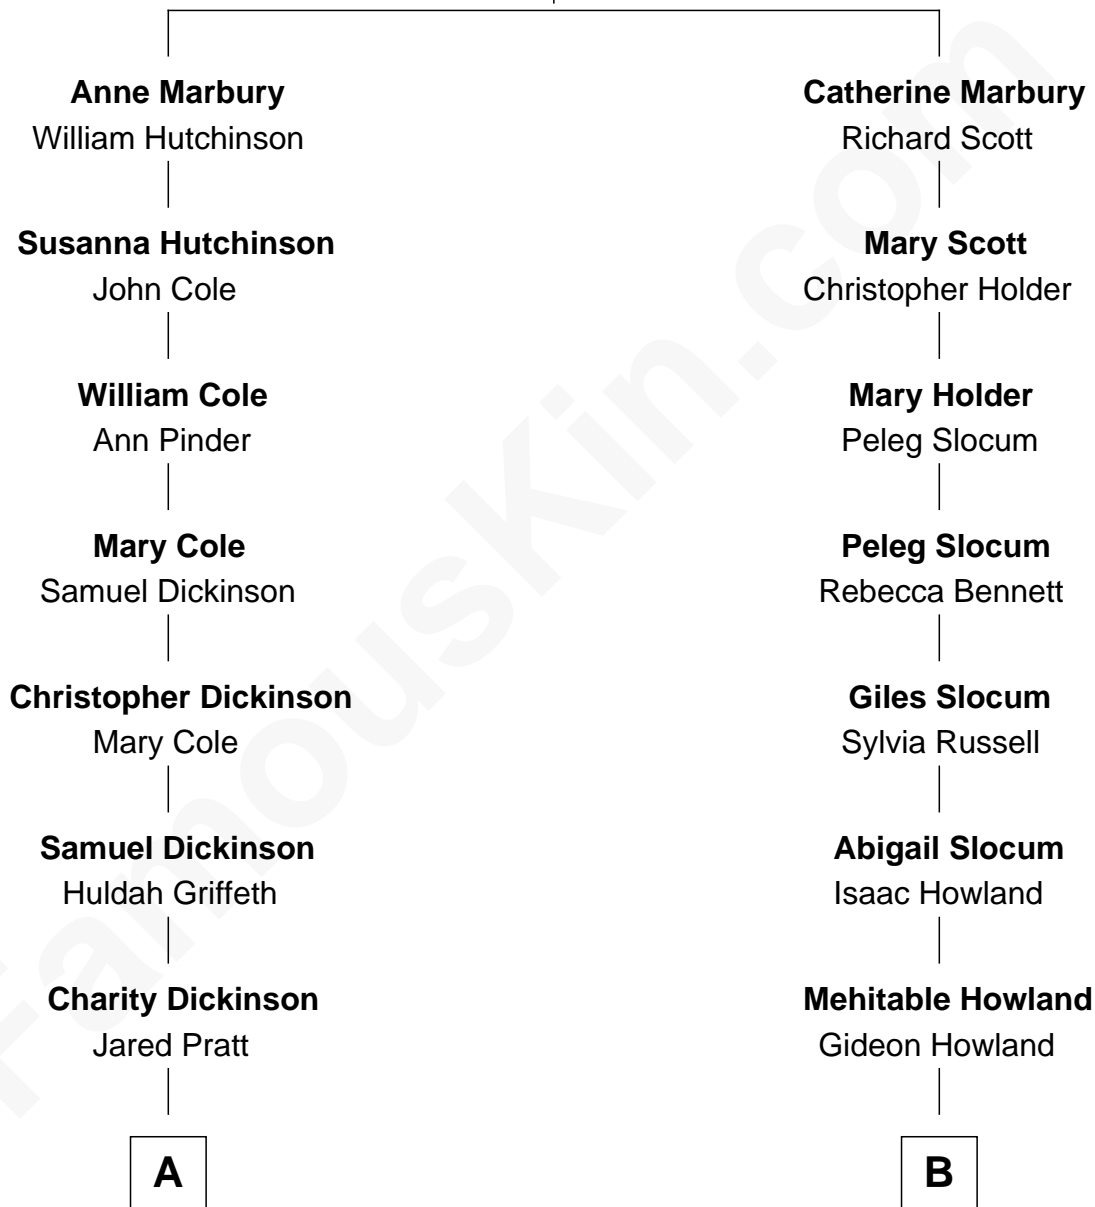 Anne Marbury
William Hutchinson
Catherine Marbury
Richard Scott
Susanna Hutchinson
John Cole
Mary Scott
Christopher Holder
William Cole
Ann Pinder
Mary Holder
Peleg Slocum
Mary Cole
Samuel Dickinson
Peleg Slocum
Rebecca Bennett
Christopher Dickinson
Mary Cole
Giles Slocum
Sylvia Russell
Samuel Dickinson
Huldah Griffeth
Abigail Slocum
Isaac Howland
Charity Dickinson
Jared Pratt
Mehitable Howland
Gideon Howland
A
B
FamousKin.com